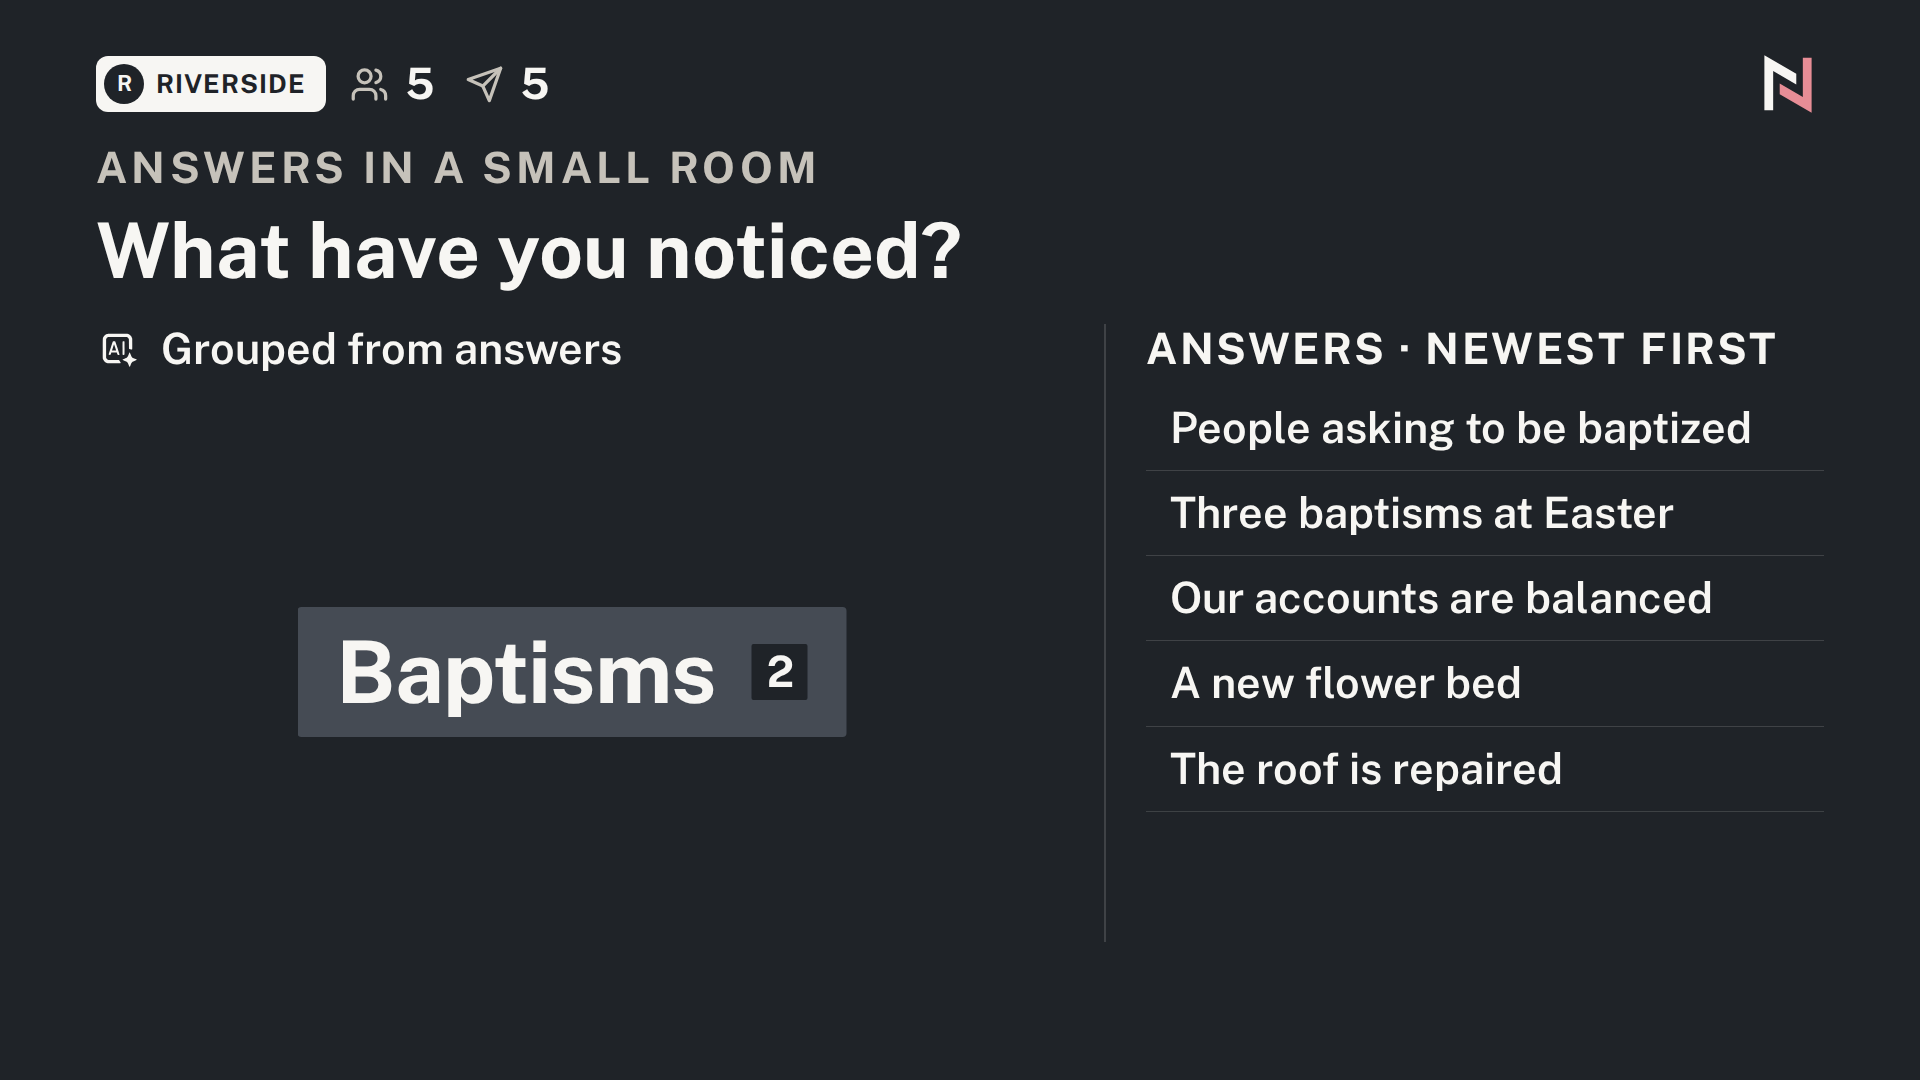 R RIVERSIDE 5 5
ANSWERS IN A SMALL ROOM
What have you noticed?
AI Grouped from answers
Baptisms 2
ANSWERS · NEWEST FIRST
People asking to be baptized
Three baptisms at Easter
Our accounts are balanced
A new flower bed
The roof is repaired